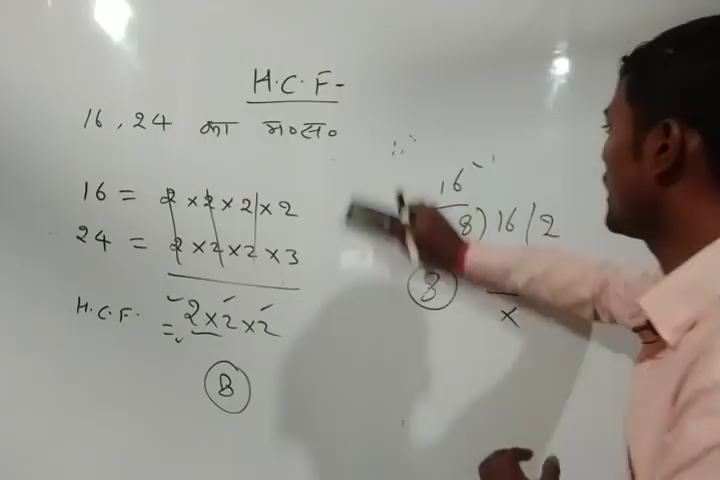 H.C.F-
16, 24 का म०स०
16 = 2 × 2 × 2 × 2
24 = 2 × 2 × 2 × 3
H.C.F. = 2 × 2 × 2
8
16
8) 16 ( 2
8
×